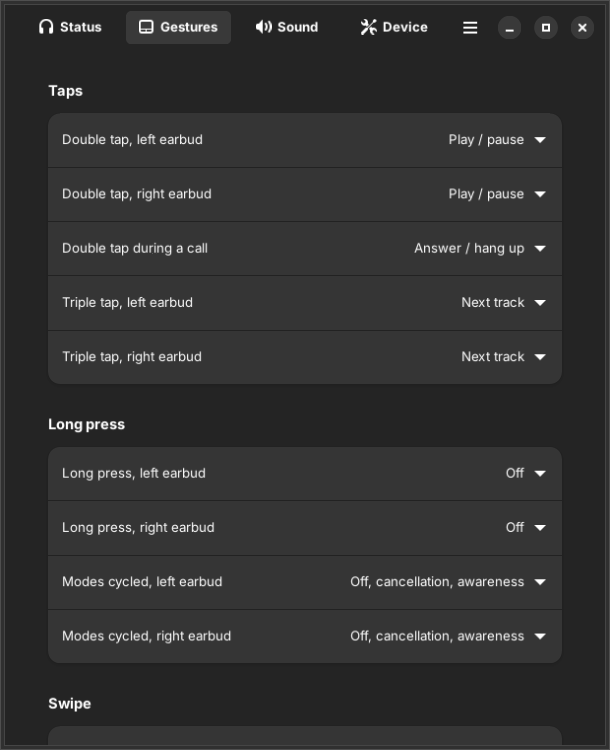 Status Gestures Sound Device
Taps
Double tap, left earbud Play / pause
Double tap, right earbud Play / pause
Double tap during a call Answer / hang up
Triple tap, left earbud Next track
Triple tap, right earbud Next track
Long press
Long press, left earbud Off
Long press, right earbud Off
Modes cycled, left earbud Off, cancellation, awareness
Modes cycled, right earbud Off, cancellation, awareness
Swipe